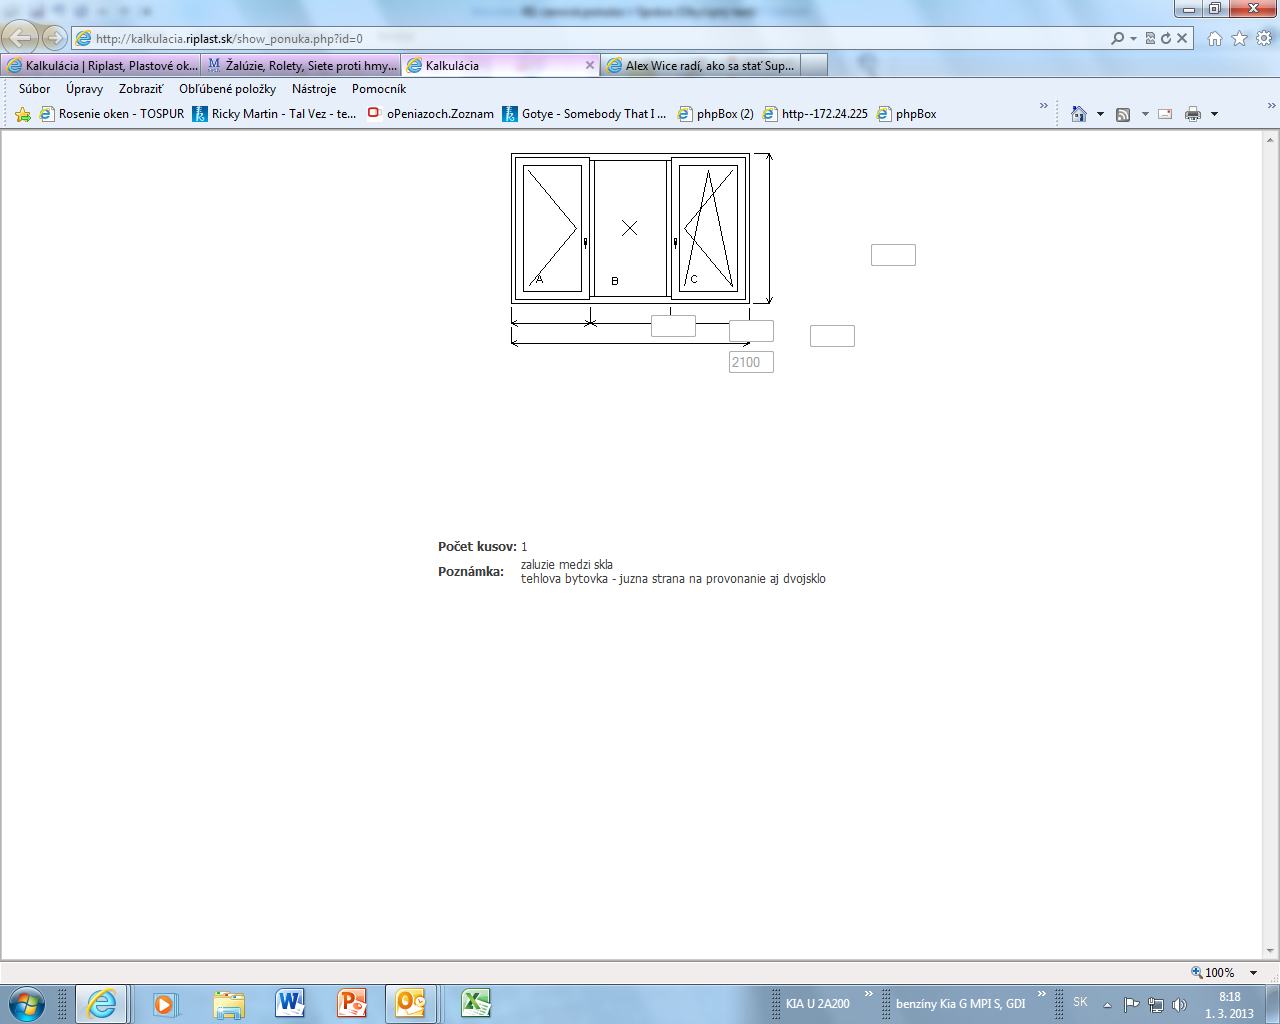 http://kalkulacia.riplast.sk/show_ponuka.php?id=0
Kalkulácia | Riplast, Plastové ok...
Žalúzie, Rolety, Siete proti hmy...
Kalkulácia
Alex Wice radí, ako sa stať Sup...
Súbor Úpravy Zobraziť Obľúbené položky Nástroje Pomocník
Rosenie oken - TOSPUR
Ricky Martin - Tal Vez - te...
oPeniazoch.Zoznam
Gotye - Somebody That I ...
phpBox (2)
http--172.24.225
phpBox
A B C
2100
Počet kusov: 1
Poznámka: zaluzie medzi skla
tehlova bytovka - juzna strana na provonanie aj dvojsklo
100%
KIA U 2A200
benzíny Kia G MPI S, GDI
SK
8:18
1. 3. 2013